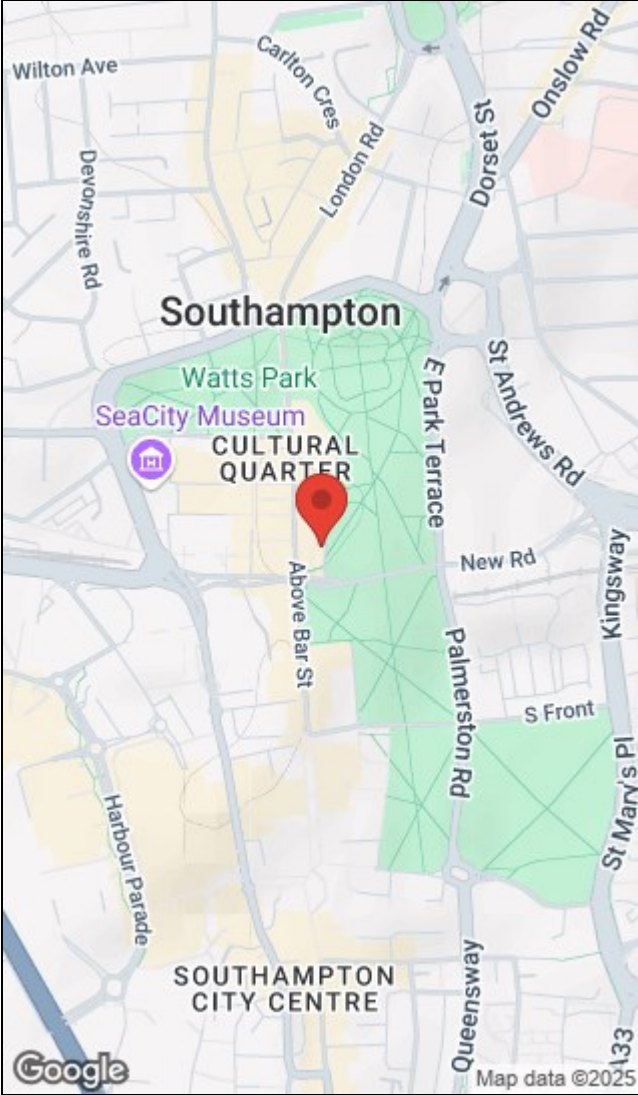 Wilton Ave
Carlton Cres
Onslow Rd
London Rd
Dorset St
Devonshire Rd
Southampton
Watts Park
SeaCity Museum
CULTURAL
QUARTER
E Park Terrace
St Andrews Rd
New Rd
Kingsway
Above Bar St
Palmerston Rd
S Front
St Mary's Pl
Harbour Parade
SOUTHAMPTON
CITY CENTRE
Queensway
A33
Google
Map data ©2025